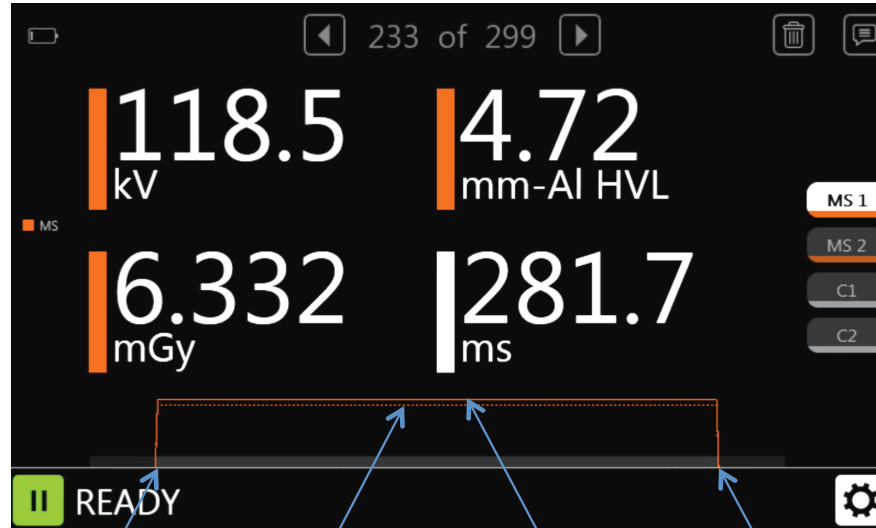 233 of 299
118.5
kV
4.72
mm-Al HVL
MS
6.332
mGy
281.7
ms
MS 1
MS 2
C1
C2
READY